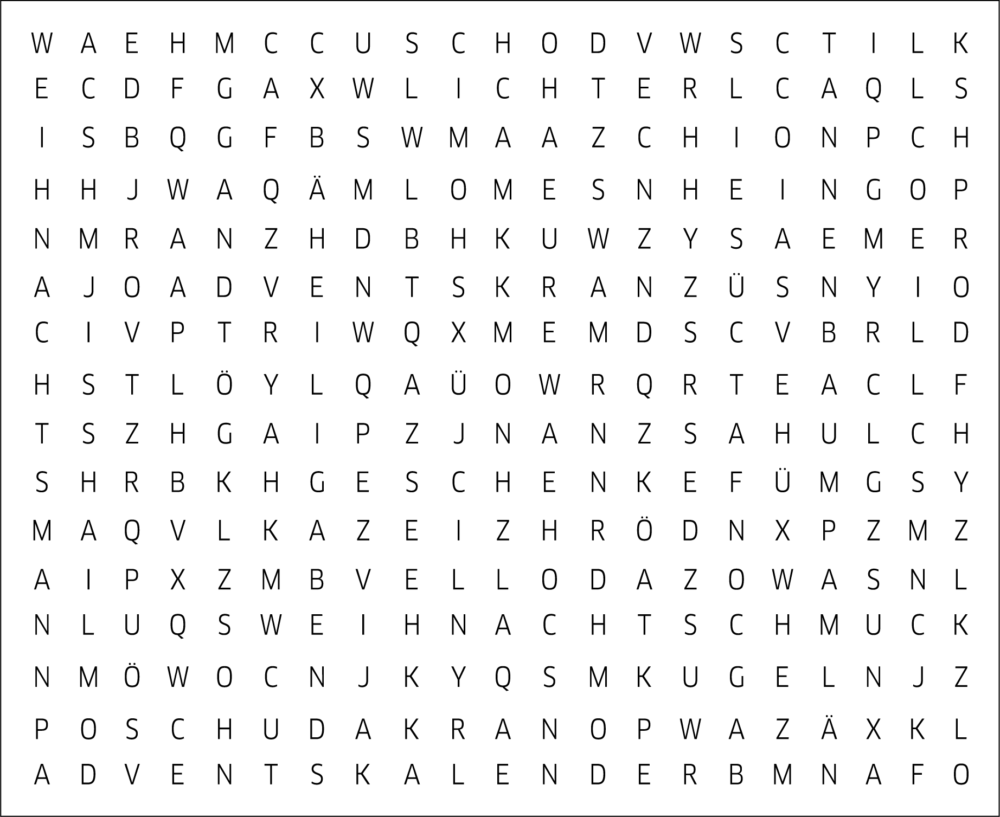 W A E H M C C U S C H O D V W S C T I L K
E C D F G A X W L I C H T E R L C A Q L S
I S B Q G F B S W M A A Z C H I O N P C H
H H J W A Q Ä M L O M E S N H E I N G O P
N M R A N Z H D B H K U W Z Y S A E M E R
A J O A D V E N T S K R A N Z Ü S N Y I O
C I V P T R I W Q X M E M D S C V B R L D
H S T L Ö Y L Q A Ü O W R Q R T E A C L F
T S Z H G A I P Z J N A N Z S A H U L C H
S H R B K H G E S C H E N K E F Ü M G S Y
M A Q V L K A Z E I Z H R Ö D N X P Z M Z
A I P X Z M B V E L L O D A Z O W A S N L
N L U Q S W E I H N A C H T S C H M U C K
N M Ö W O C N J K Y Q S M K U G E L N J Z
P O S C H U D A K R A N O P W A Z Ä X K L
A D V E N T S K A L E N D E R B M N A F O